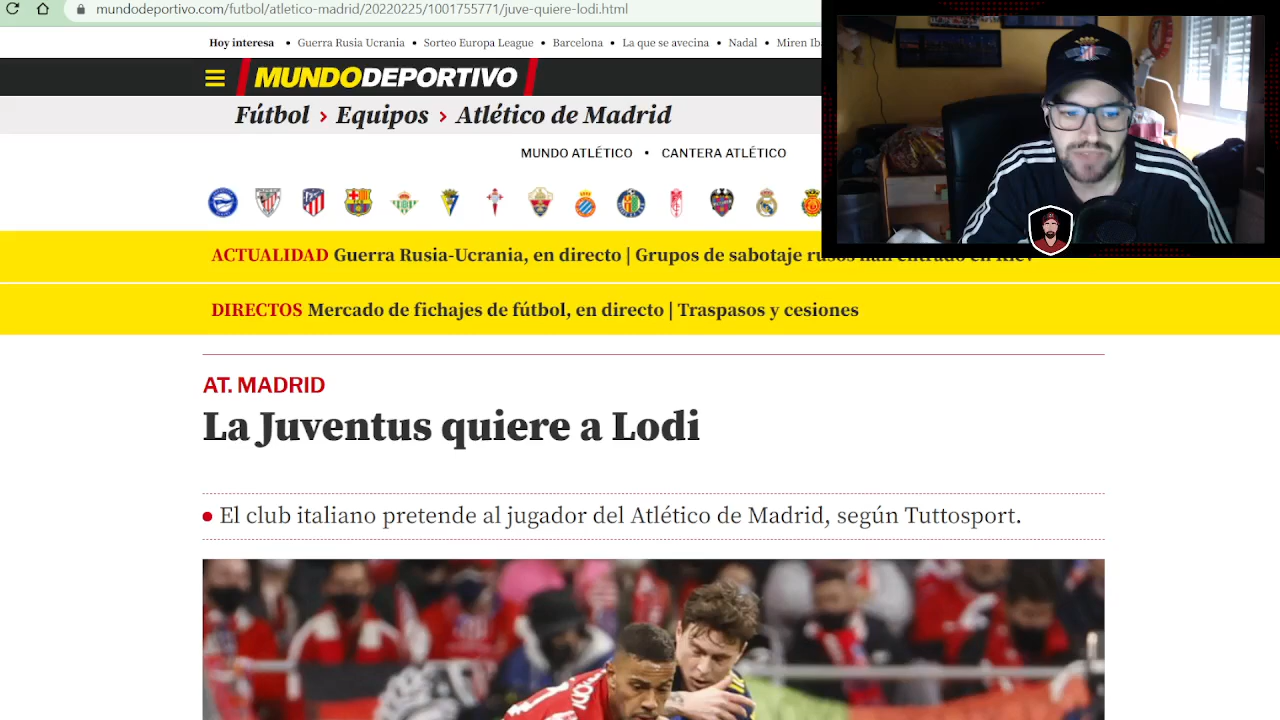 mundodeportivo.com/futbol/atletico-madrid/20220225/1001755771/juve-quiere-lodi.html
Hoy interesa • Guerra Rusia Ucrania • Sorteo Europa League • Barcelona • La que se avecina • Nadal • Miren Iba
MUNDODEPORTIVO
Fútbol > Equipos > Atlético de Madrid
MUNDO ATLÉTICO • CANTERA ATLÉTICO
ACTUALIDAD Guerra Rusia-Ucrania, en directo | Grupos de sabotaje rusos han entrado en Kiev
DIRECTOS Mercado de fichajes de fútbol, en directo | Traspasos y cesiones
AT. MADRID
La Juventus quiere a Lodi
• El club italiano pretende al jugador del Atlético de Madrid, según Tuttosport.